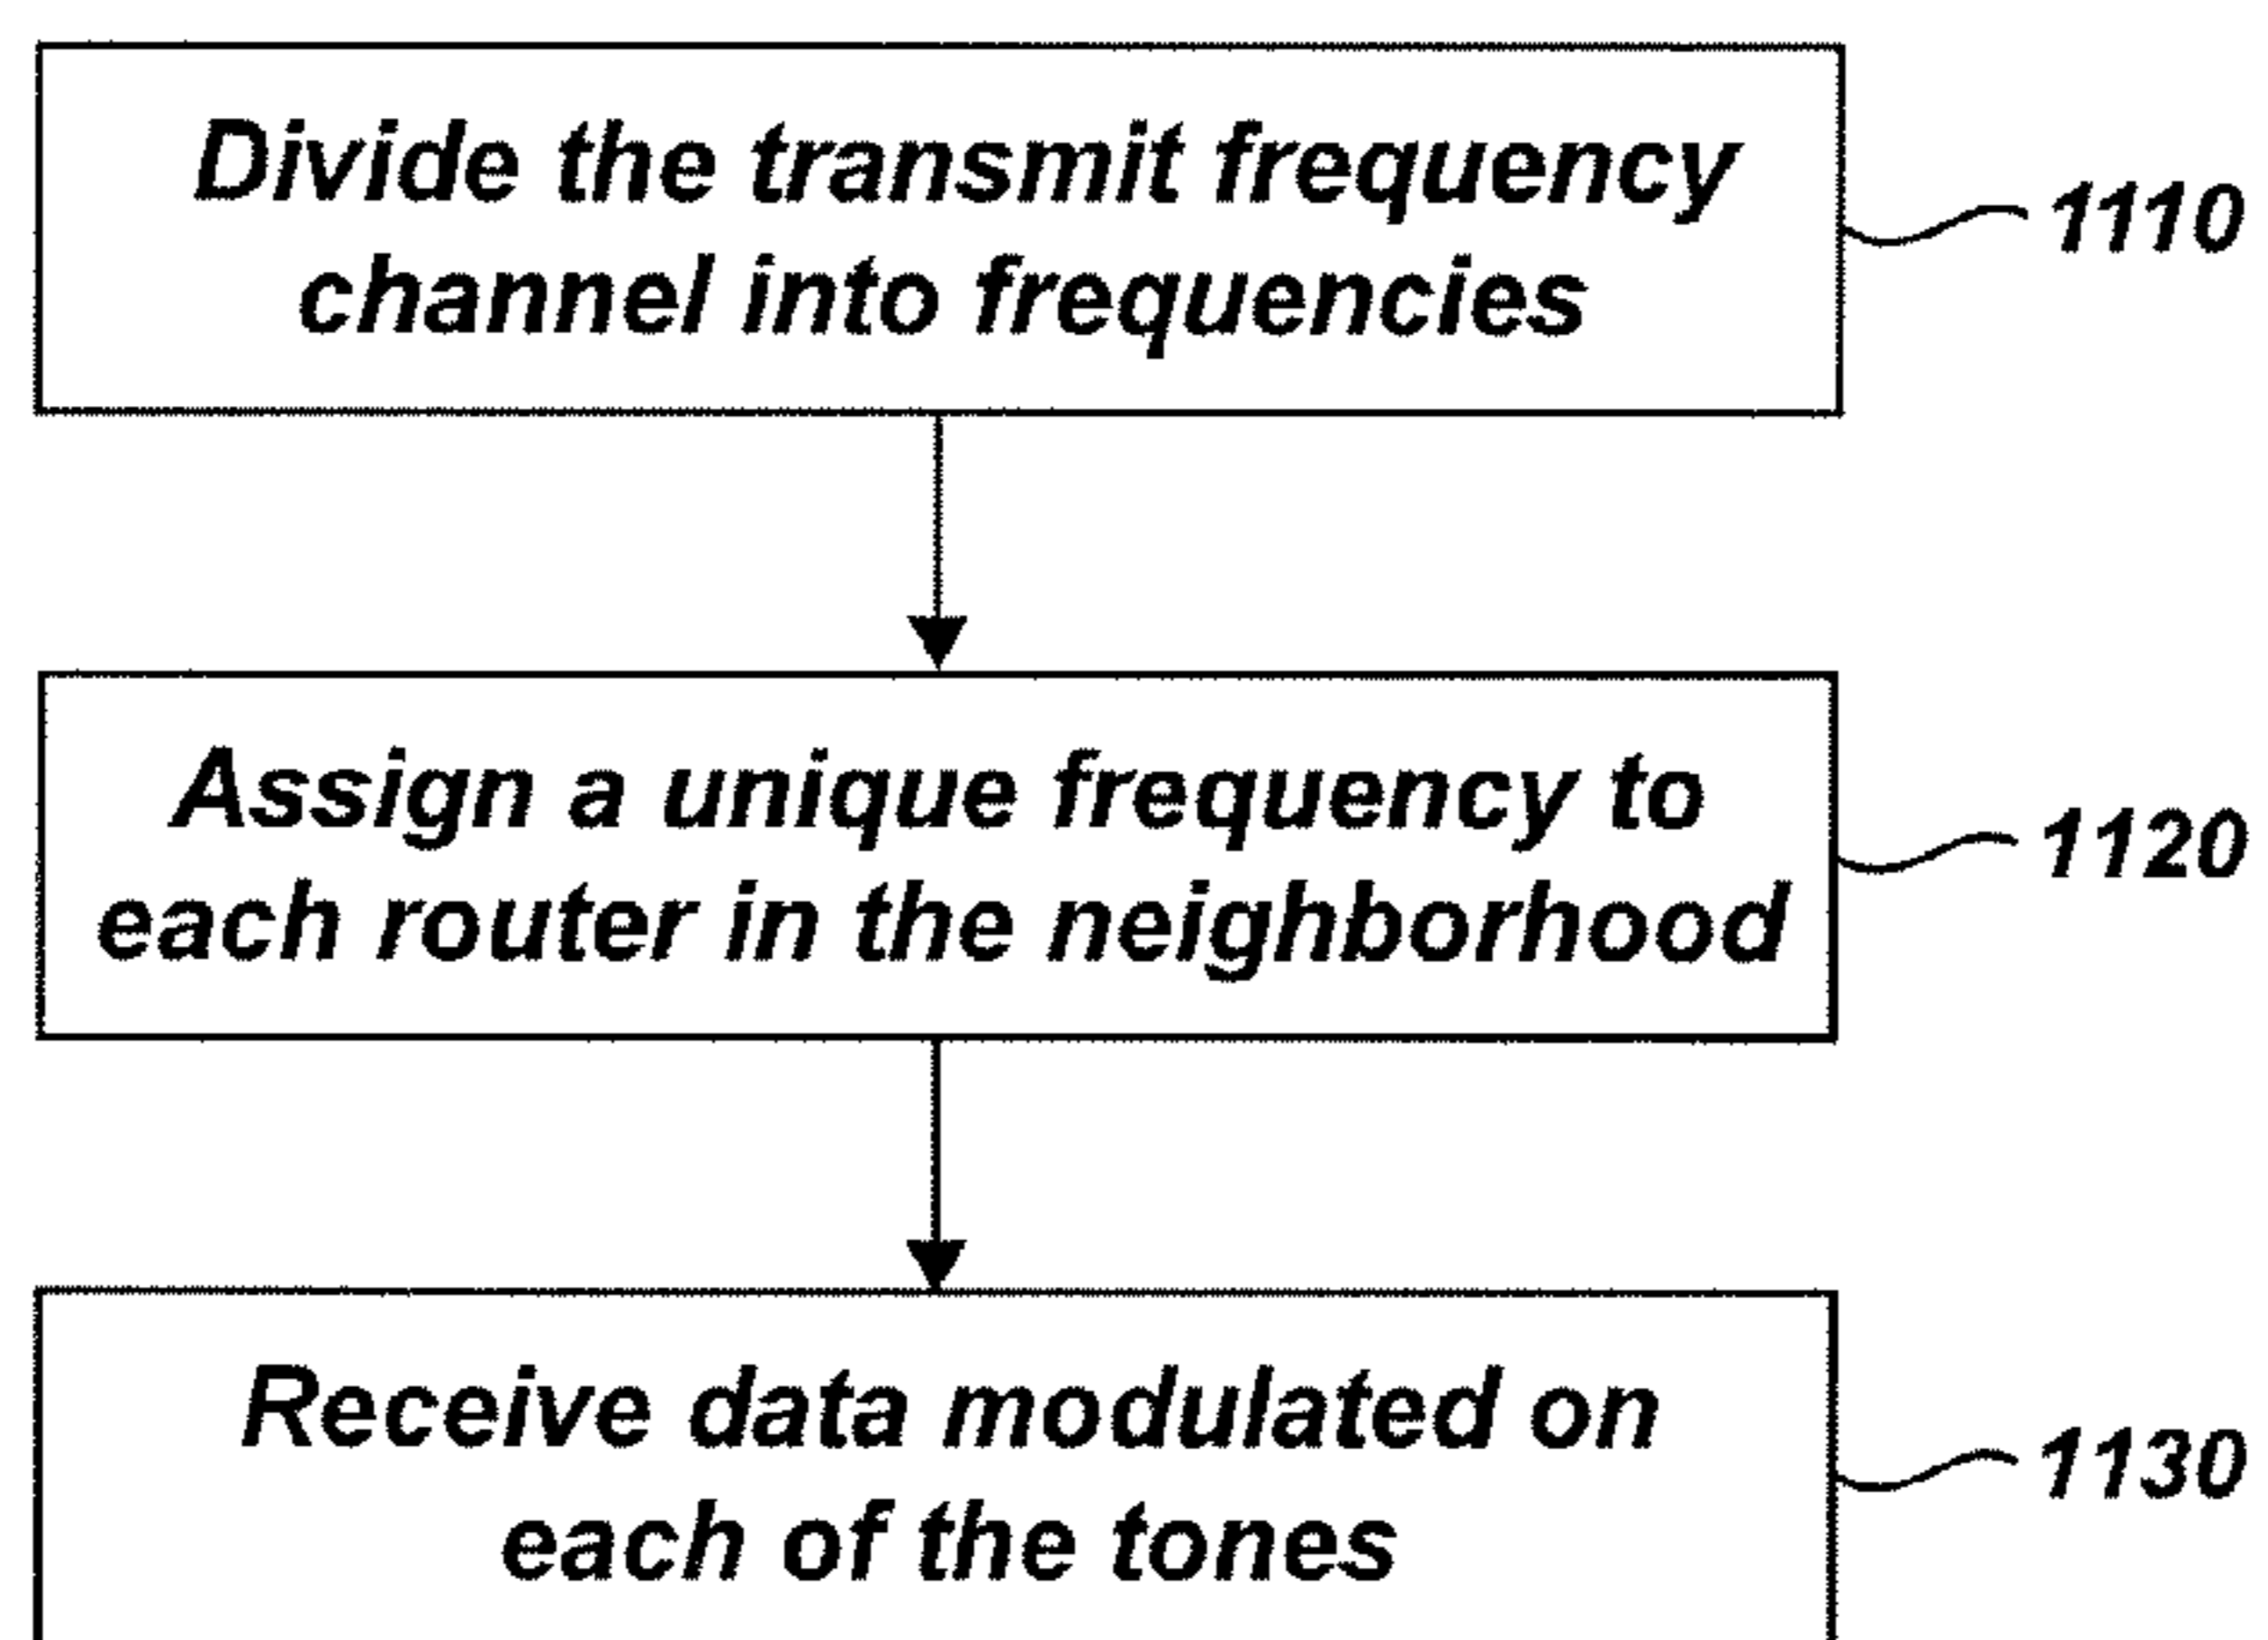 Divide the transmit frequency
channel into frequencies
1110
Assign a unique frequency to
each router in the neighborhood
1120
Receive data modulated on
each of the tones
1130